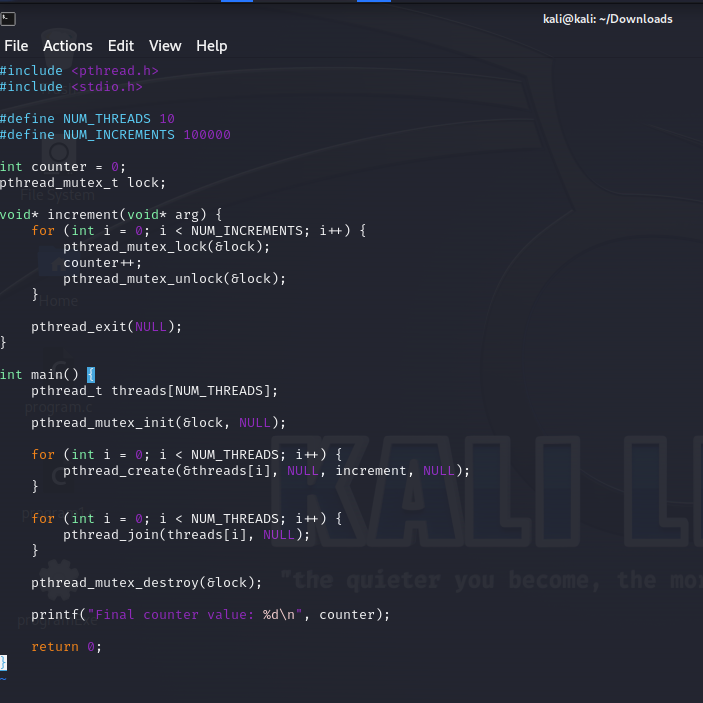 kali@kali: ~/Downloads
File Actions Edit View Help
#include <pthread.h>
#include <stdio.h>
#define NUM_THREADS 10
#define NUM_INCREMENTS 100000
int counter = 0;
pthread_mutex_t lock;
File System
void* increment(void* arg) {
    for (int i = 0; i < NUM_INCREMENTS; i++) {
        pthread_mutex_lock(&lock);
        counter++;
        pthread_mutex_unlock(&lock);
    }
Home
    pthread_exit(NULL);
}
int main() {
    pthread_t threads[NUM_THREADS];
program.c
    pthread_mutex_init(&lock, NULL);
    for (int i = 0; i < NUM_THREADS; i++) {
        pthread_create(&threads[i], NULL, increment, NULL);
    }
KALI LI
    for (int i = 0; i < NUM_THREADS; i++) {
        pthread_join(threads[i], NULL);
    }
    pthread_mutex_destroy(&lock);
"the quieter you become, the mo
    printf("Final counter value: %d\n", counter);
    return 0;
}
~